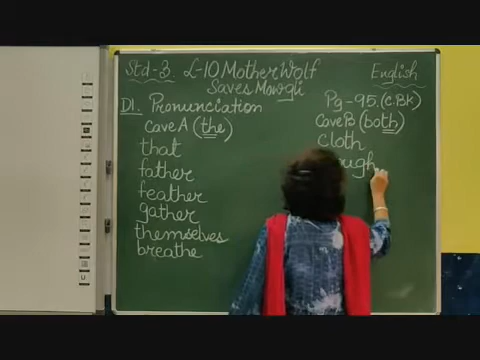 Std-3. L-10 Mother Wolf English
Saves Mowgli
D1. Pronunciation Pg-95.(C.Bk)
Cave A (the) Cave B (both)
that cloth
father
feather
gather
themselves
breathe